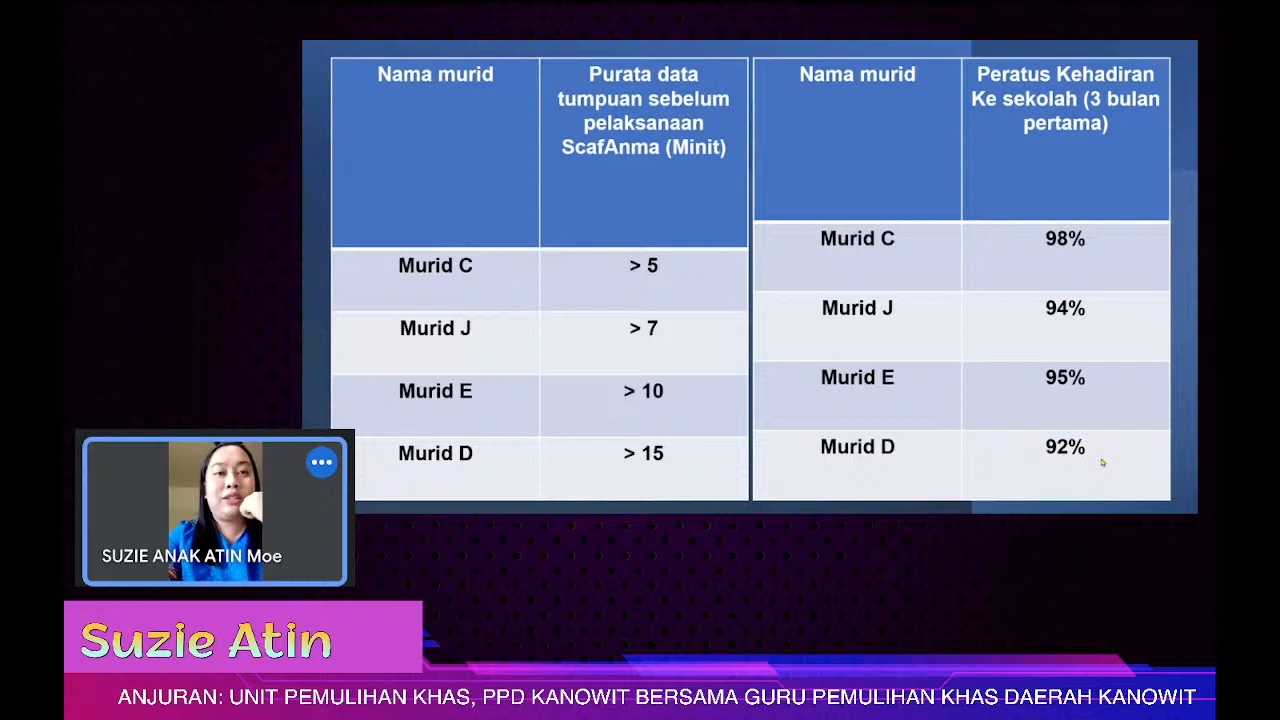 Nama murid
Purata data
tumpuan sebelum
pelaksanaan
ScafAnma (Minit)
Murid C
> 5
Murid J
> 7
Murid E
> 10
Murid D
> 15
Nama murid
Peratus Kehadiran
Ke sekolah (3 bulan
pertama)
Murid C
98%
Murid J
94%
Murid E
95%
Murid D
92%
SUZIE ANAK ATIN Moe
Suzie Atin
ANJURAN: UNIT PEMULIHAN KHAS, PPD KANOWIT BERSAMA GURU PEMULIHAN KHAS DAERAH KANOWIT